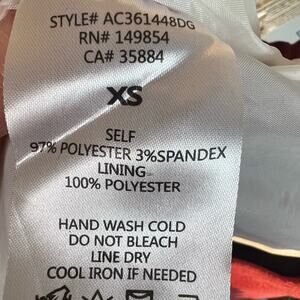 STYLE# AC361448DG
RN# 149854
CA# 35884
XS
SELF
97% POLYESTER 3%SPANDEX
LINING
100% POLYESTER
HAND WASH COLD
DO NOT BLEACH
LINE DRY
COOL IRON IF NEEDED